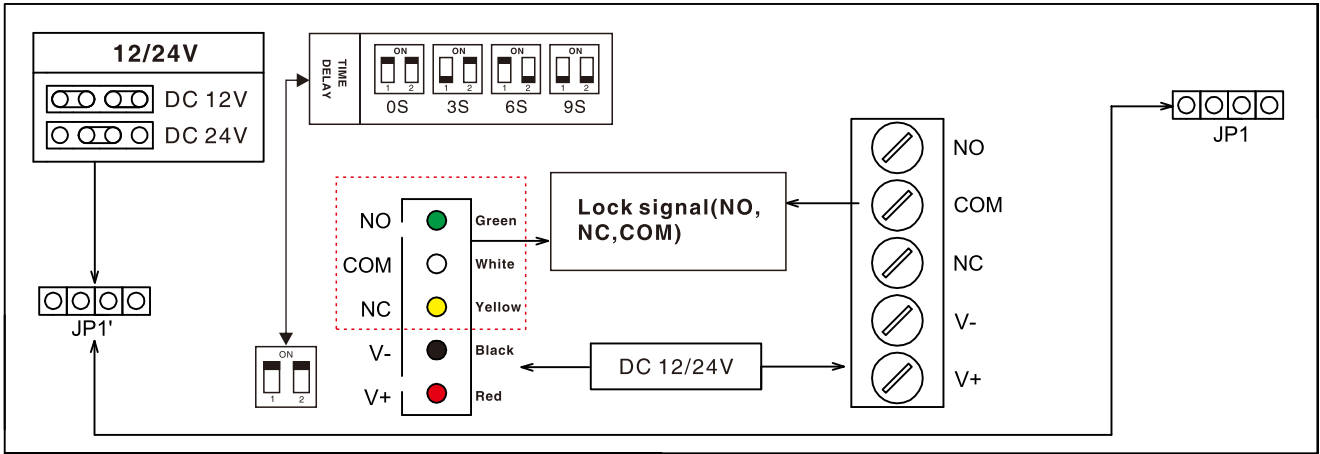 12/24V
DC 12V
DC 24V
TIME
DELAY
ON
1 2
0S
ON
1 2
3S
ON
1 2
6S
ON
1 2
9S
JP1
JP1'
ON
1 2
NO
Green
COM
White
NC
Yellow
V-
Black
V+
Red
Lock signal(NO,
NC,COM)
DC 12/24V
NO
COM
NC
V-
V+